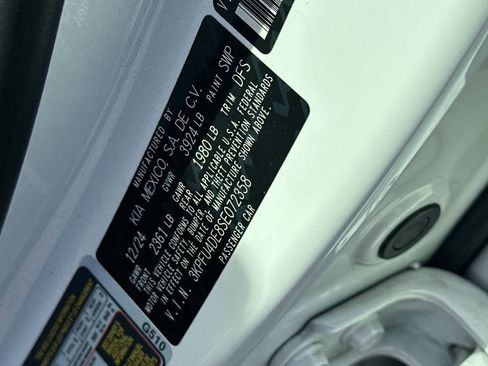 MANUFACTURED BY
KIA MEXICO, S.A. DE C.V.
12/24 GVWR 3924 LB PAINT SWP
GAWR 2361 LB GAWR REAR 1980 LB TRIM DFS
THIS VEHICLE CONFORMS TO ALL APPLICABLE U.S.A. FEDERAL
MOTOR VEHICLE SAFETY, BUMPER, AND THEFT PREVENTION STANDARDS
IN EFFECT ON THE DATE OF MANUFACTURE SHOWN ABOVE.
V.I.N. 3KPFU4DE8SE072358
PASSENGER CAR
G510